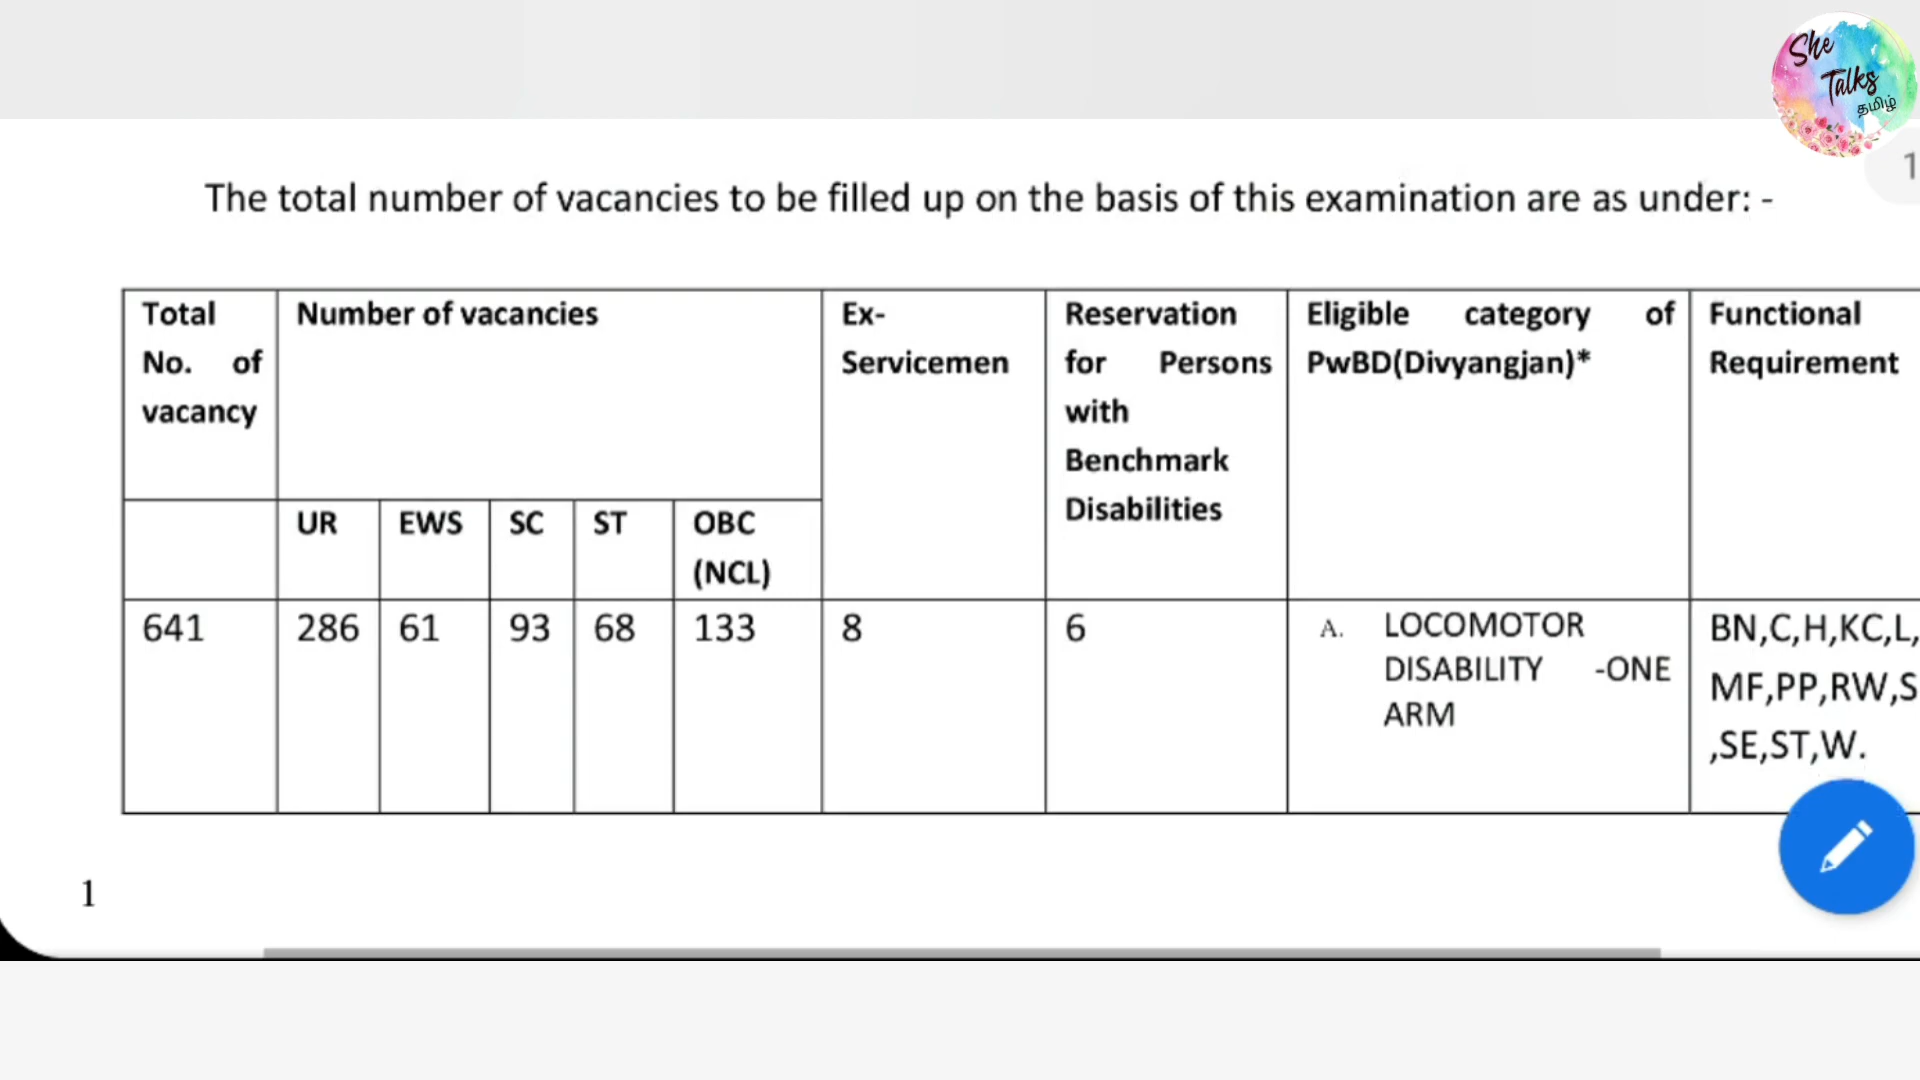 She
Talks
தமிழ்
1
The total number of vacancies to be filled up on the basis of this examination are as under: -
Total No. of vacancy
Number of vacancies
Ex-
Servicemen
Reservation
for Persons
with
Benchmark
Disabilities
Eligible category of
PwBD(Divyangjan)*
Functional
Requirement
UR
EWS
SC
ST
OBC
(NCL)
641
286
61
93
68
133
8
6
A. LOCOMOTOR
DISABILITY -ONE
ARM
BN,C,H,KC,L,
MF,PP,RW,S
,SE,ST,W.
1